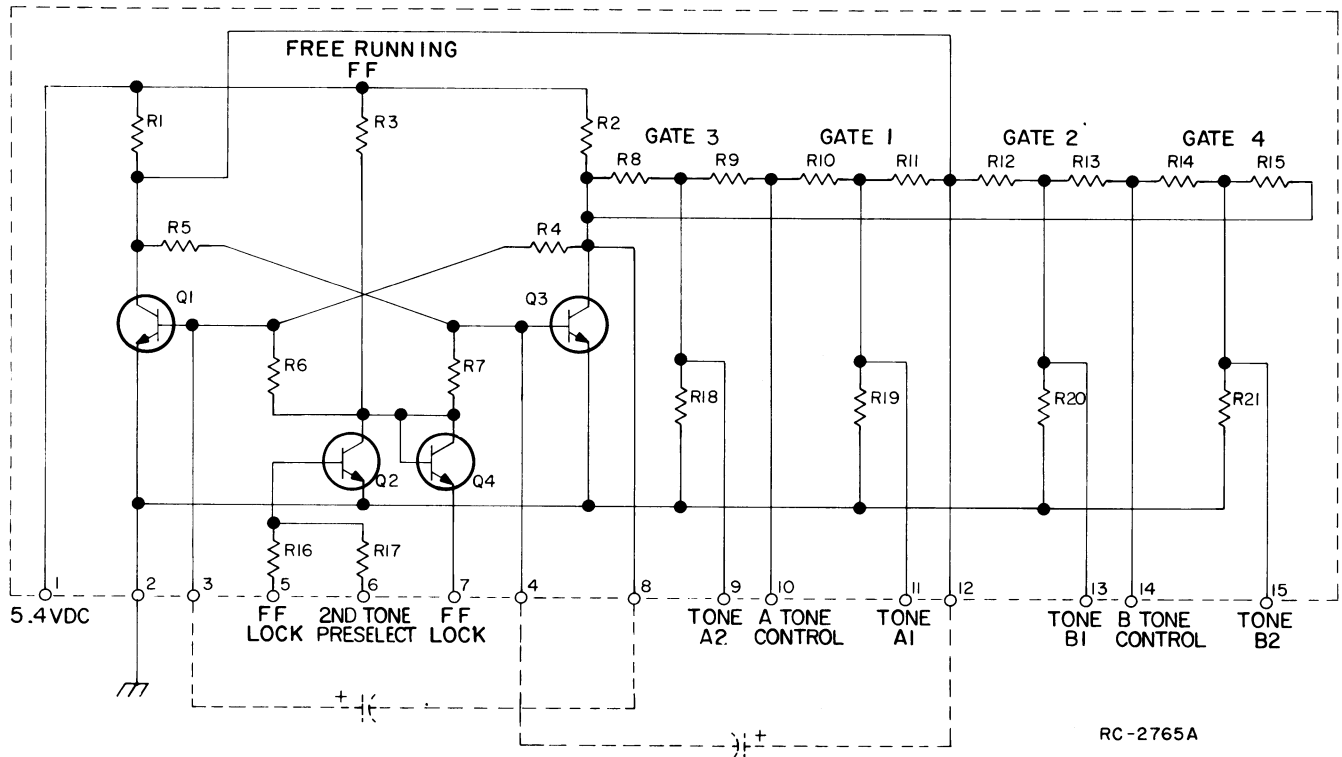 FREE RUNNING
FF
R1
R3
R2
GATE 3
GATE 1
GATE 2
GATE 4
R8
R9
R10
R11
R12
R13
R14
R15
R5
R4
Q1
Q3
R6
R7
R18
R19
R20
R21
Q2
Q4
R16
R17
1
2
3
5
6
7
4
8
9
10
11
12
13
14
15
5.4VDC
FF
LOCK
2ND TONE
PRESELECT
FF
LOCK
TONE
A2.
A TONE
CONTROL
TONE
A1
TONE
B1
B TONE
CONTROL
TONE
B2
+
+
RC-2765A